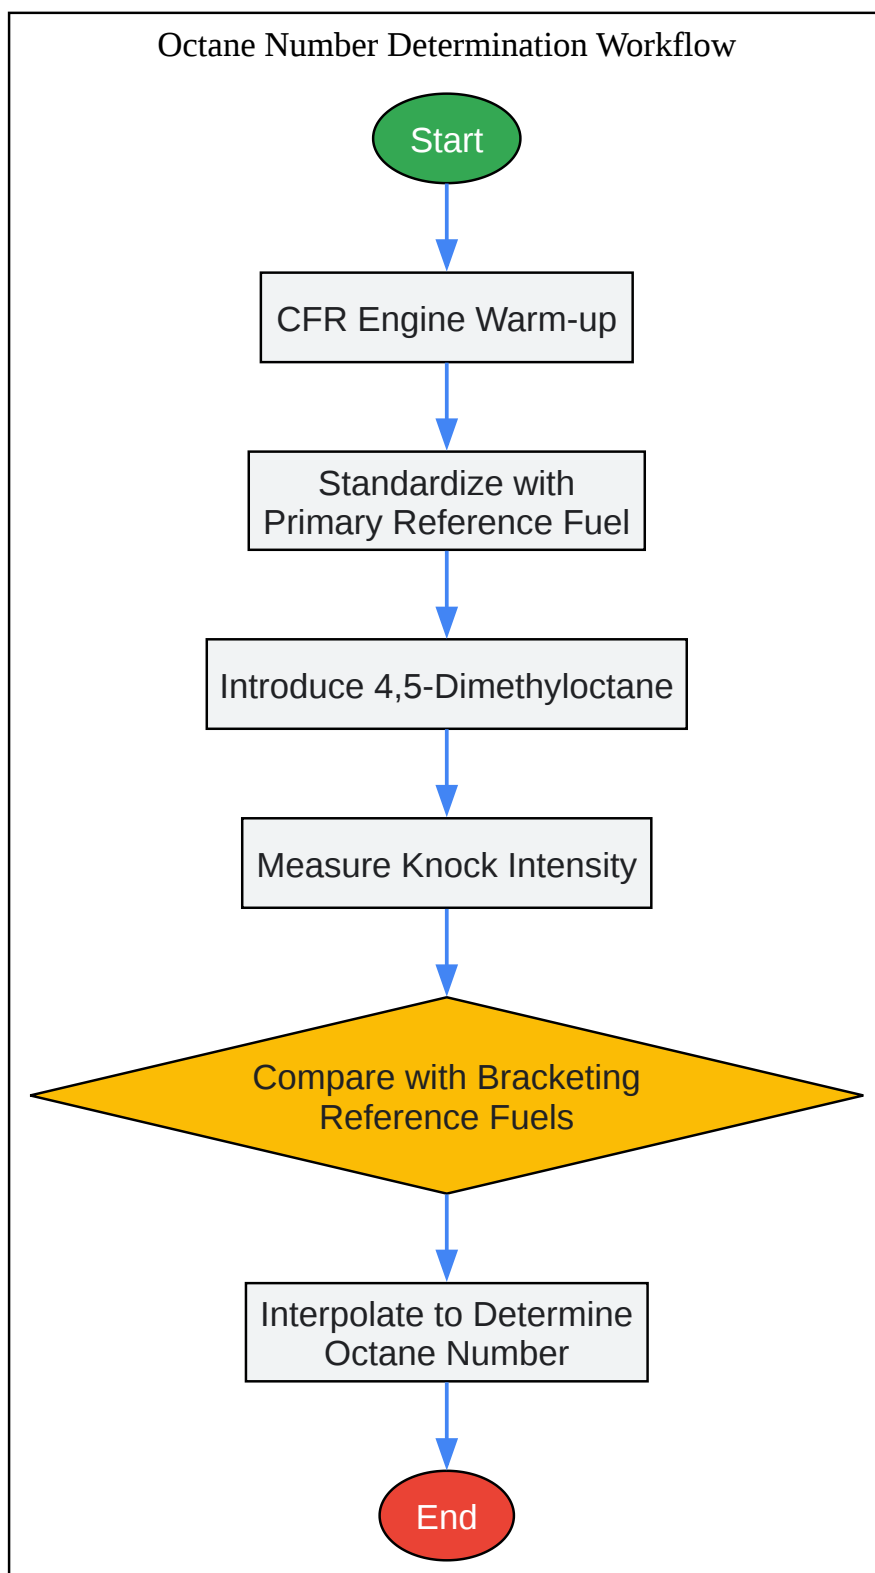 Octane Number Determination Workflow
Start
CFR Engine Warm-up
Standardize with
Primary Reference Fuel
Introduce 4,5-Dimethyloctane
Measure Knock Intensity
Compare with Bracketing
Reference Fuels
Interpolate to Determine
Octane Number
End